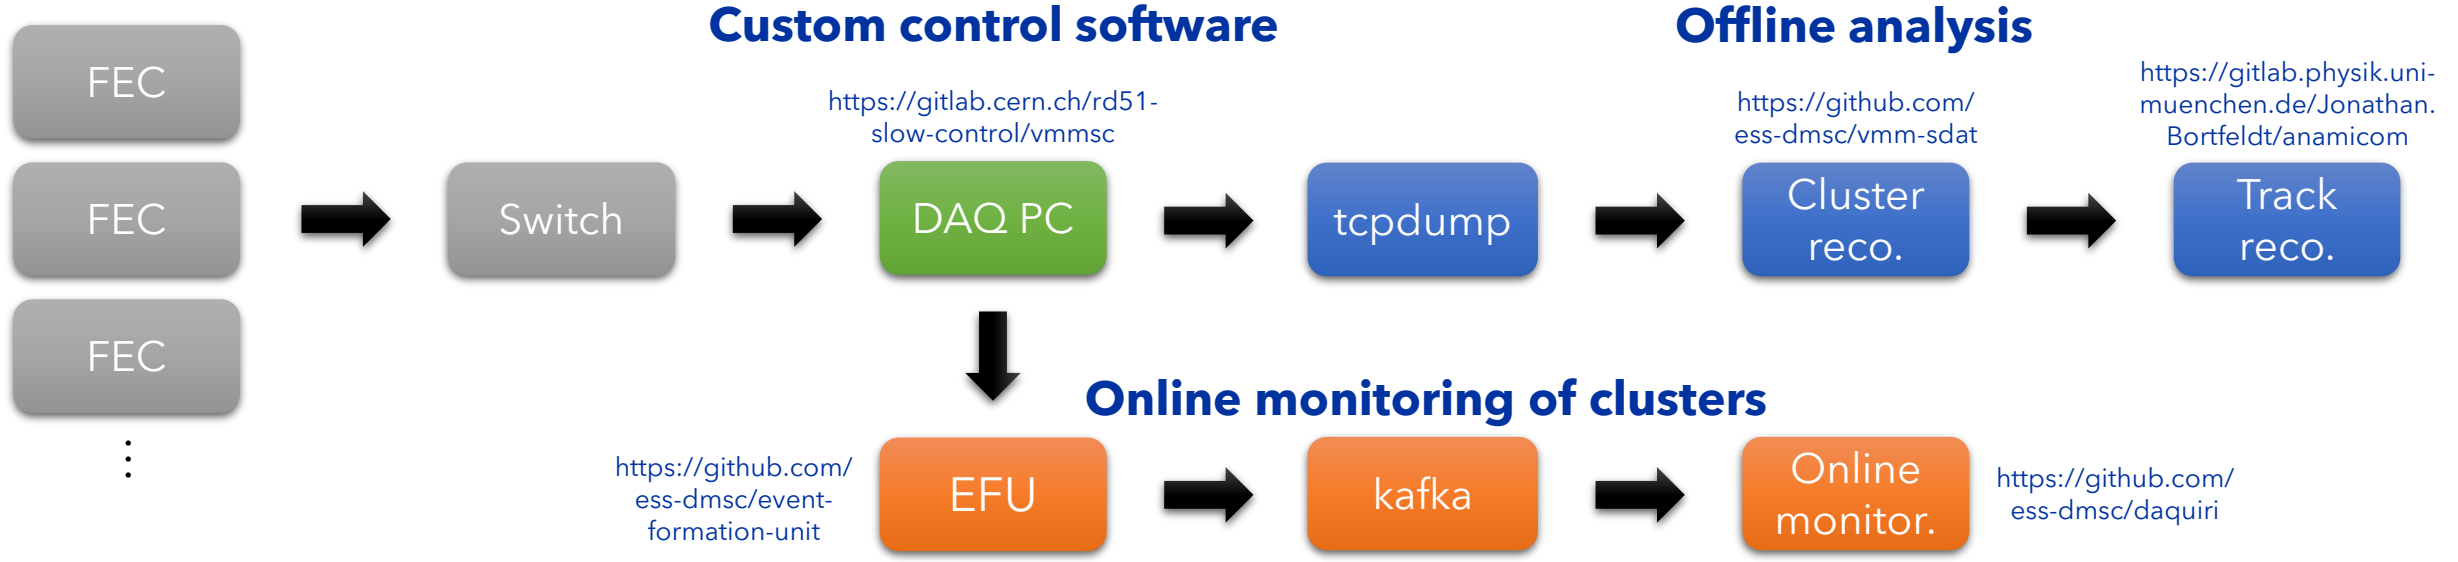 Custom control software
Offline analysis
FEC
FEC
FEC
⋮
Switch
https://gitlab.cern.ch/rd51-
slow-control/vmmsc
DAQ PC
tcpdump
https://github.com/
ess-dmsc/vmm-sdat
Cluster
reco.
https://gitlab.physik.uni-
muenchen.de/Jonathan.
Bortfeldt/anamicom
Track
reco.
Online monitoring of clusters
https://github.com/
ess-dmsc/event-
formation-unit
EFU
kafka
Online
monitor.
https://github.com/
ess-dmsc/daquiri